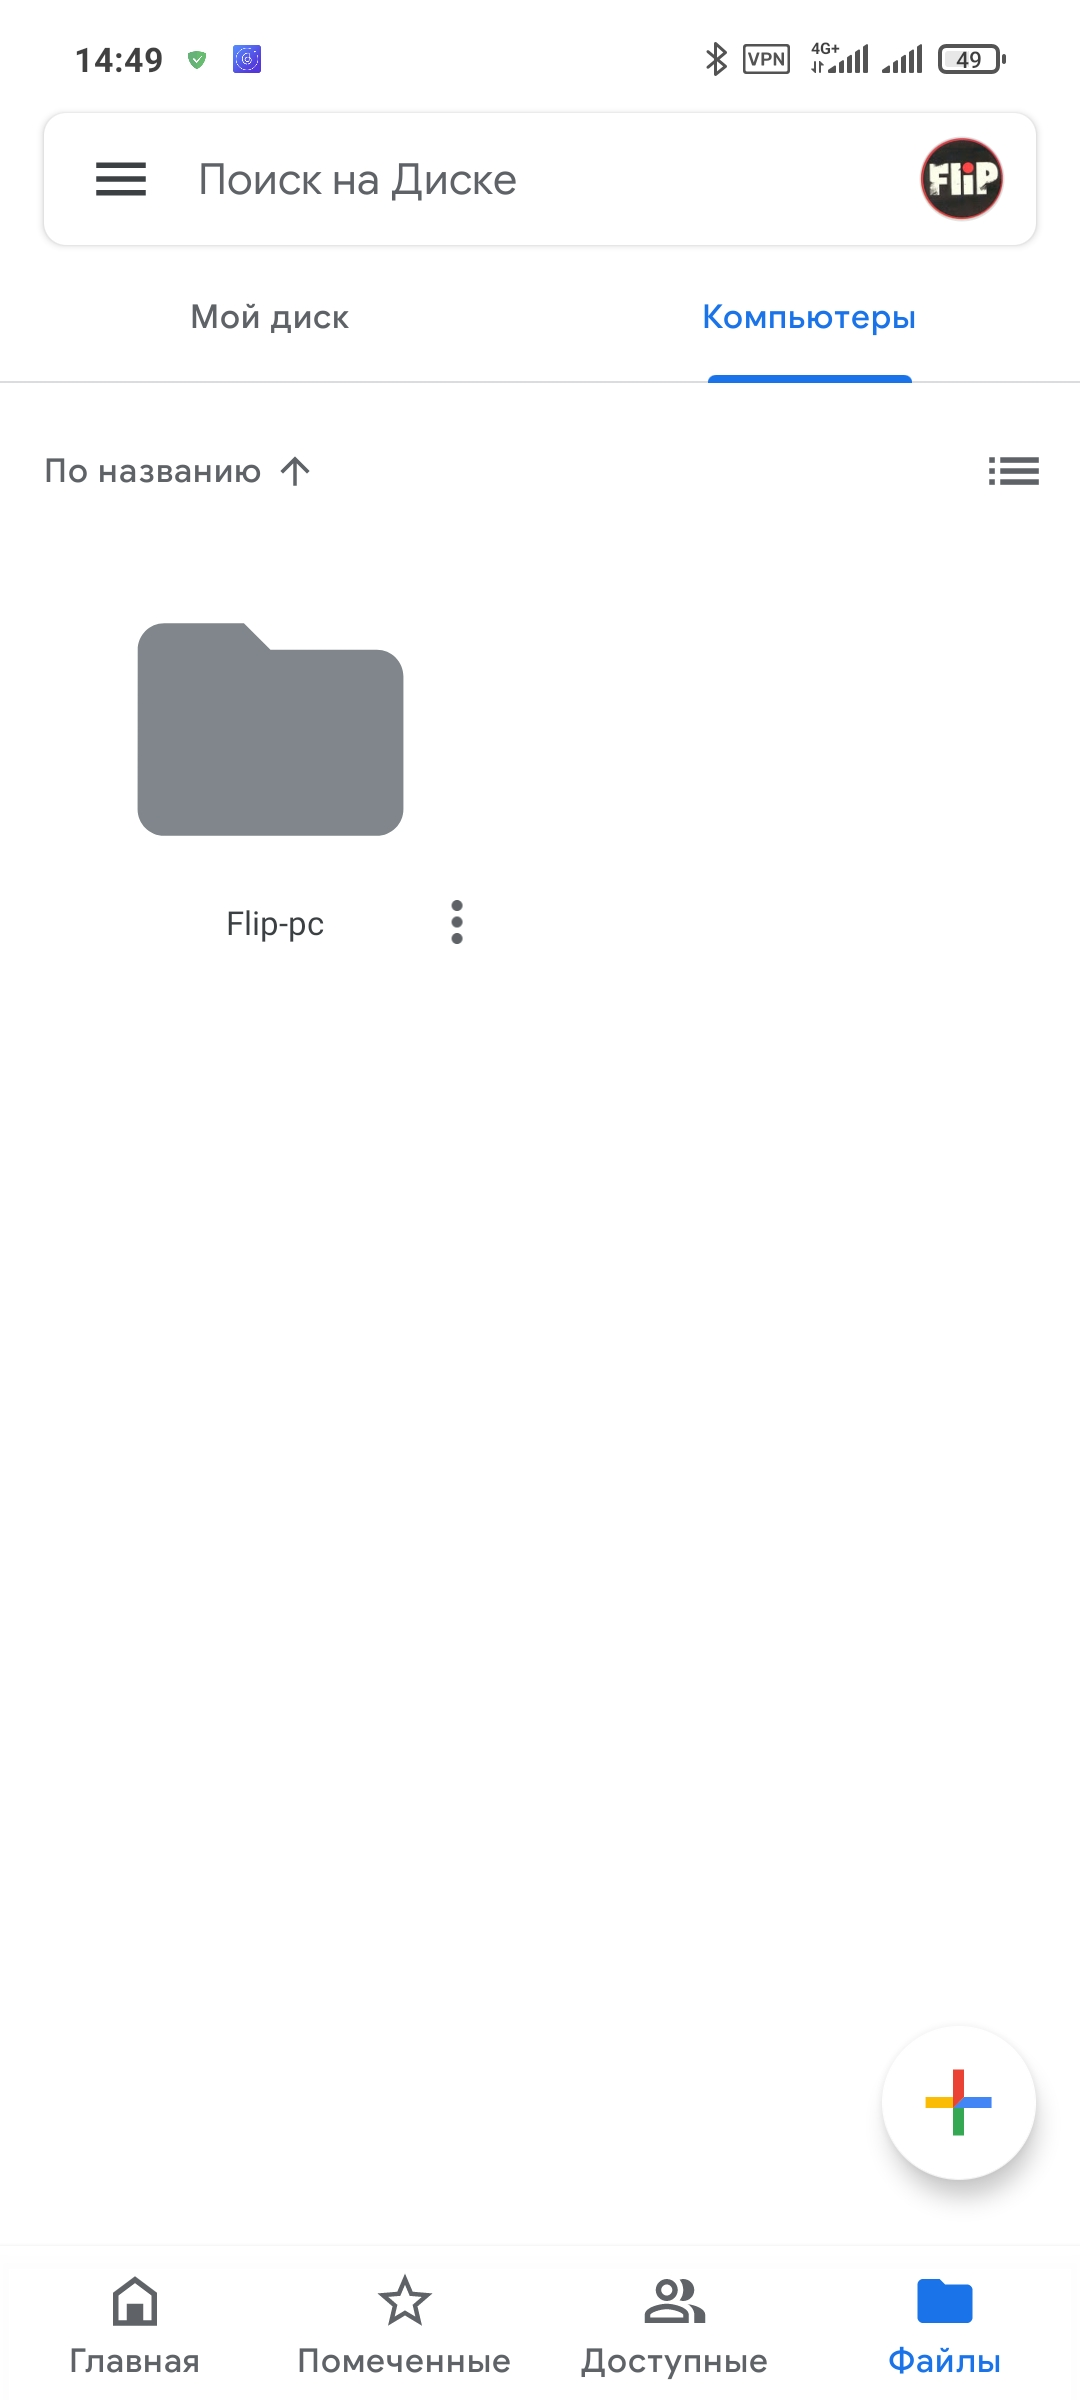 14:49 VPN 4G+ 49
Поиск на Диске FLiP
Мой диск Компьютеры
По названию
Flip-pc
Главная Помеченные Доступные Файлы